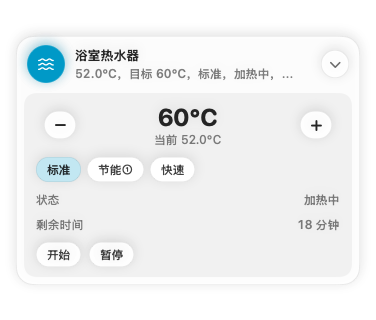 浴室热水器
52.0°C，目标 60°C，标准，加热中，…
60°C
当前 52.0°C
标准 节能① 快速
状态 加热中
剩余时间 18 分钟
开始 暂停